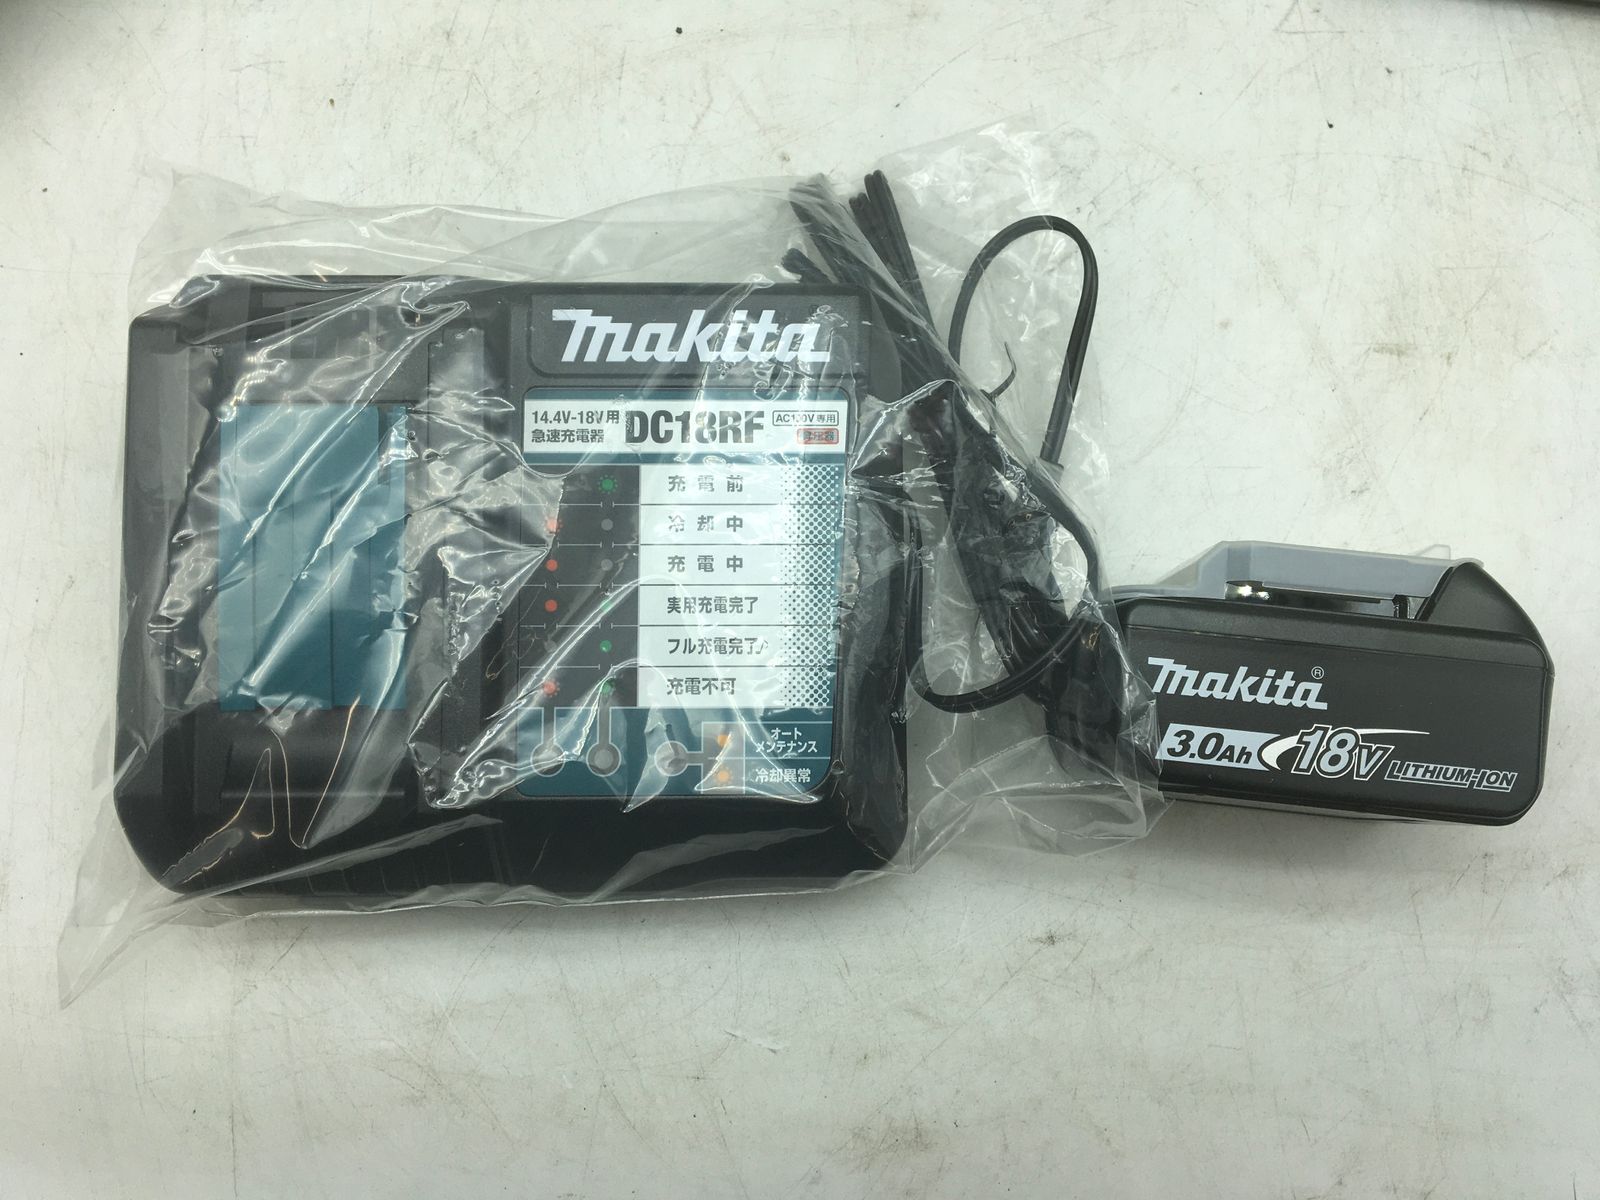 makita
14.4V-18V用
急速充電器
DC18RF
AC100V専用
充電前
冷却中
充電中
実用充電完了
フル充電完了♪
充電不可
オート
メンテナンス
冷却異常
makita®
3.0Ah 18V LITHIUM-ION